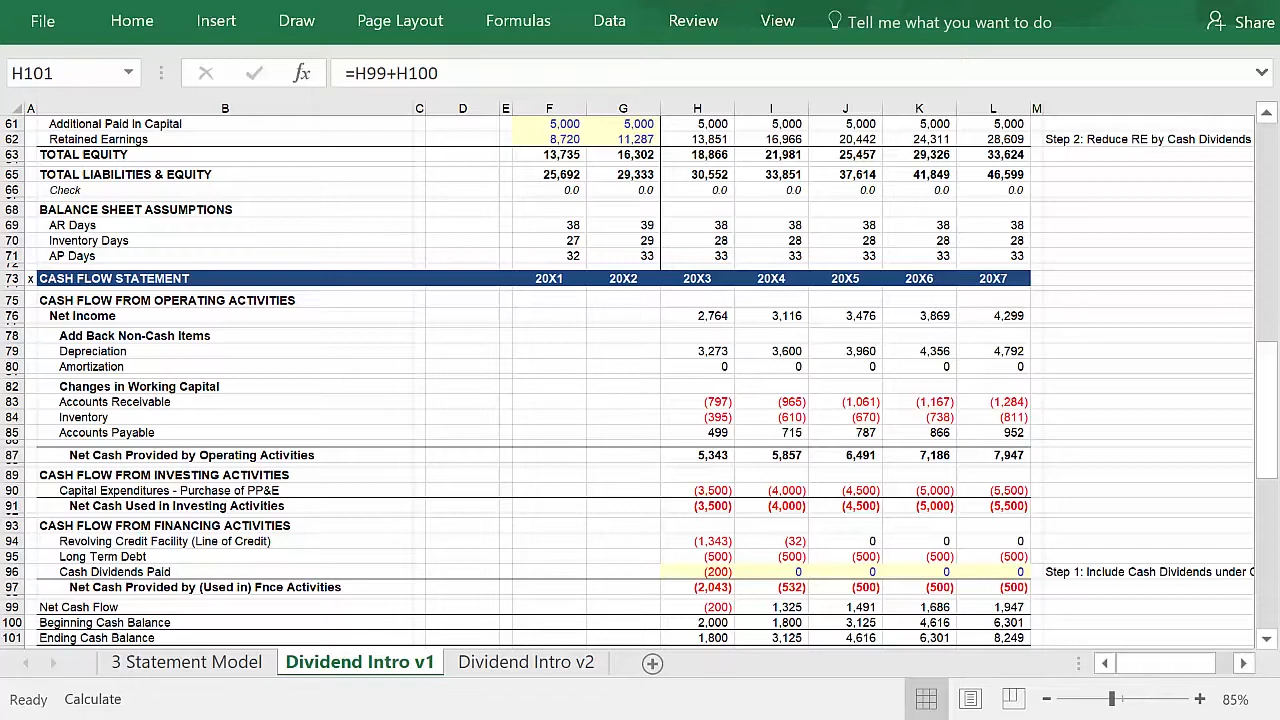 File Home Insert Draw Page Layout Formulas Data Review View Tell me what you want to do Share
H101 fx =H99+H100
A B C D E F G H I J K L M
61 Additional Paid In Capital 5,000 5,000 5,000 5,000 5,000 5,000 5,000
62 Retained Earnings 8,720 11,287 13,851 16,966 20,442 24,311 28,609 Step 2: Reduce RE by Cash Dividends
63 TOTAL EQUITY 13,735 16,302 18,866 21,981 25,457 29,326 33,624
65 TOTAL LIABILITIES & EQUITY 25,692 29,333 30,552 33,851 37,614 41,849 46,599
66 Check 0.0 0.0 0.0 0.0 0.0 0.0 0.0
68 BALANCE SHEET ASSUMPTIONS
69 AR Days 38 39 38 38 38 38 38
70 Inventory Days 27 29 28 28 28 28 28
71 AP Days 32 33 33 33 33 33 33
73 x CASH FLOW STATEMENT 20X1 20X2 20X3 20X4 20X5 20X6 20X7
75 CASH FLOW FROM OPERATING ACTIVITIES
76 Net Income 2,764 3,116 3,476 3,869 4,299
78 Add Back Non-Cash Items
79 Depreciation 3,273 3,600 3,960 4,356 4,792
80 Amortization 0 0 0 0 0
82 Changes in Working Capital
83 Accounts Receivable (797) (965) (1,061) (1,167) (1,284)
84 Inventory (395) (610) (670) (738) (811)
85 Accounts Payable 499 715 787 866 952
87 Net Cash Provided by Operating Activities 5,343 5,857 6,491 7,186 7,947
89 CASH FLOW FROM INVESTING ACTIVITIES
90 Capital Expenditures - Purchase of PP&E (3,500) (4,000) (4,500) (5,000) (5,500)
91 Net Cash Used in Investing Activities (3,500) (4,000) (4,500) (5,000) (5,500)
93 CASH FLOW FROM FINANCING ACTIVITIES
94 Revolving Credit Facility (Line of Credit) (1,343) (32) 0 0 0
95 Long Term Debt (500) (500) (500) (500) (500)
96 Cash Dividends Paid (200) 0 0 0 0 Step 1: Include Cash Dividends under
97 Net Cash Provided by (Used in) Fnce Activities (2,043) (532) (500) (500) (500)
99 Net Cash Flow (200) 1,325 1,491 1,686 1,947
100 Beginning Cash Balance 2,000 1,800 3,125 4,616 6,301
101 Ending Cash Balance 1,800 3,125 4,616 6,301 8,249
3 Statement Model Dividend Intro v1 Dividend Intro v2
Ready Calculate 85%